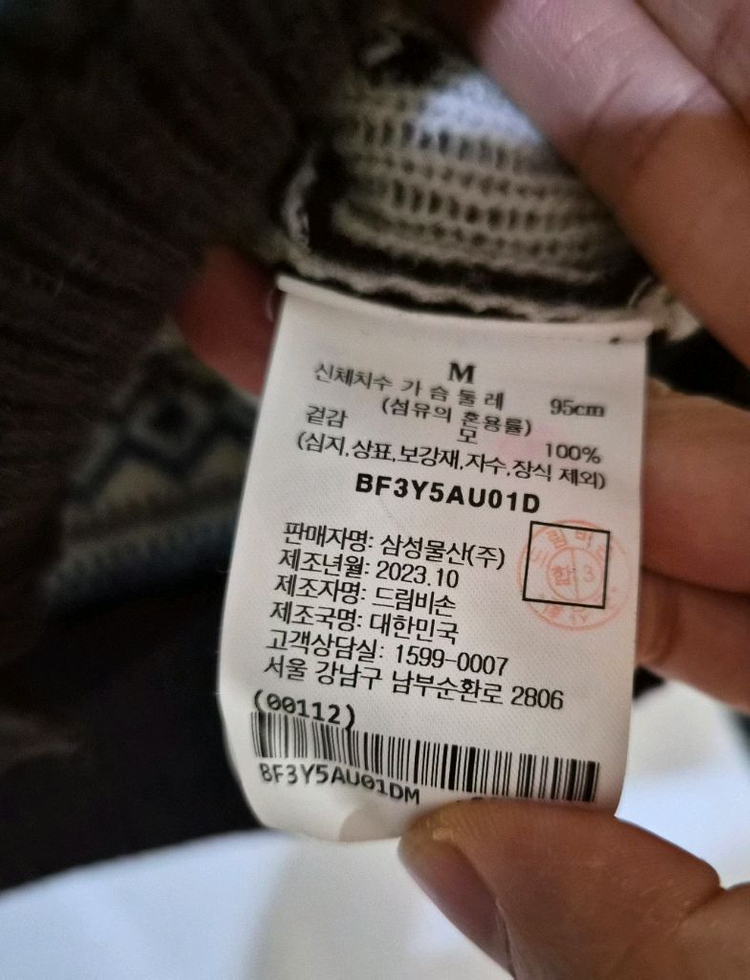 M
신체치수 가 슴 둘 레 95cm
(섬유의 혼용률)
겉감 모 100%
(심지,상표,보강재,자수,장식 제외)
BF3Y5AU01D
판매자명: 삼성물산(주)
제조년월: 2023.10
제조자명: 드림비손
제조국명: 대한민국
고객상담실: 1599-0007
서울 강남구 남부순환로 2806
(00112)
BF3Y5AU01DM
합 3